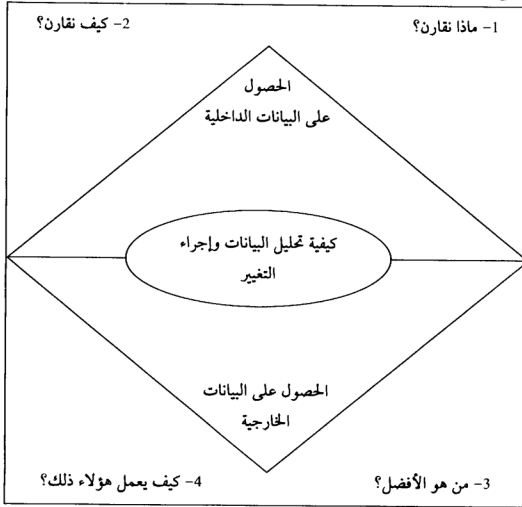 1- ماذا نقارن؟
2- كيف نقارن؟
الحصول
على البيانات الداخلية
كيفية تحليل البيانات وإجراء
التغيير
الحصول على البيانات
الخارجية
3- من هو الأفضل؟
4- كيف يعمل هؤلاء ذلك؟